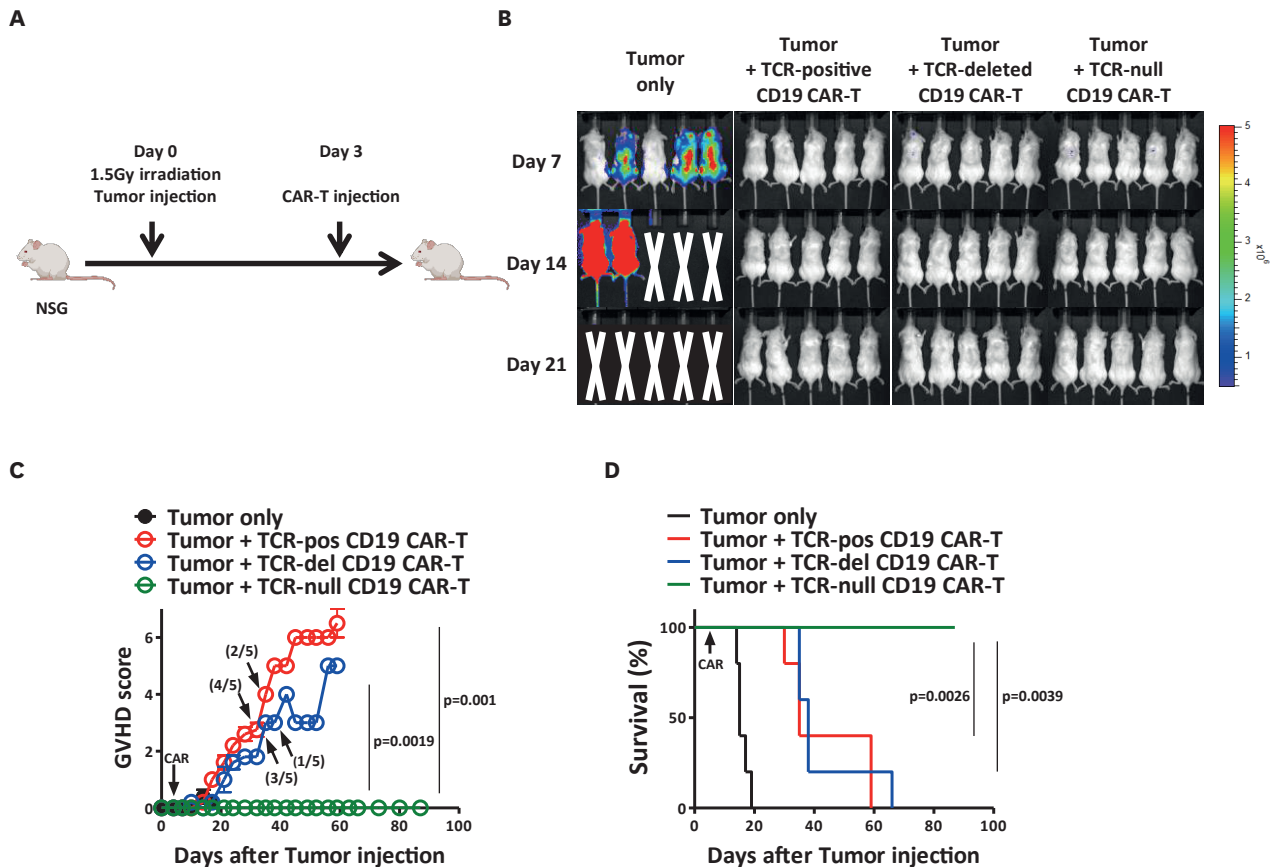 A
Day 0
1.5Gy irradiation
Tumor injection
Day 3
CAR-T injection
NSG
B
Tumor
only
Tumor
+ TCR-positive
CD19 CAR-T
Tumor
+ TCR-deleted
CD19 CAR-T
Tumor
+ TCR-null
CD19 CAR-T
Day 7
Day 14
Day 21
5
4
3
2
1
x10⁶
C
Tumor only
Tumor + TCR-pos CD19 CAR-T
Tumor + TCR-del CD19 CAR-T
Tumor + TCR-null CD19 CAR-T
GVHD score
6
4
2
0
CAR
(2/5)
(4/5)
(3/5)
(1/5)
p=0.0019
p=0.001
0 20 40 60 80 100
Days after Tumor injection
D
Tumor only
Tumor + TCR-pos CD19 CAR-T
Tumor + TCR-del CD19 CAR-T
Tumor + TCR-null CD19 CAR-T
Survival (%)
100
50
0
CAR
p=0.0026
p=0.0039
0 20 40 60 80 100
Days after Tumor injection